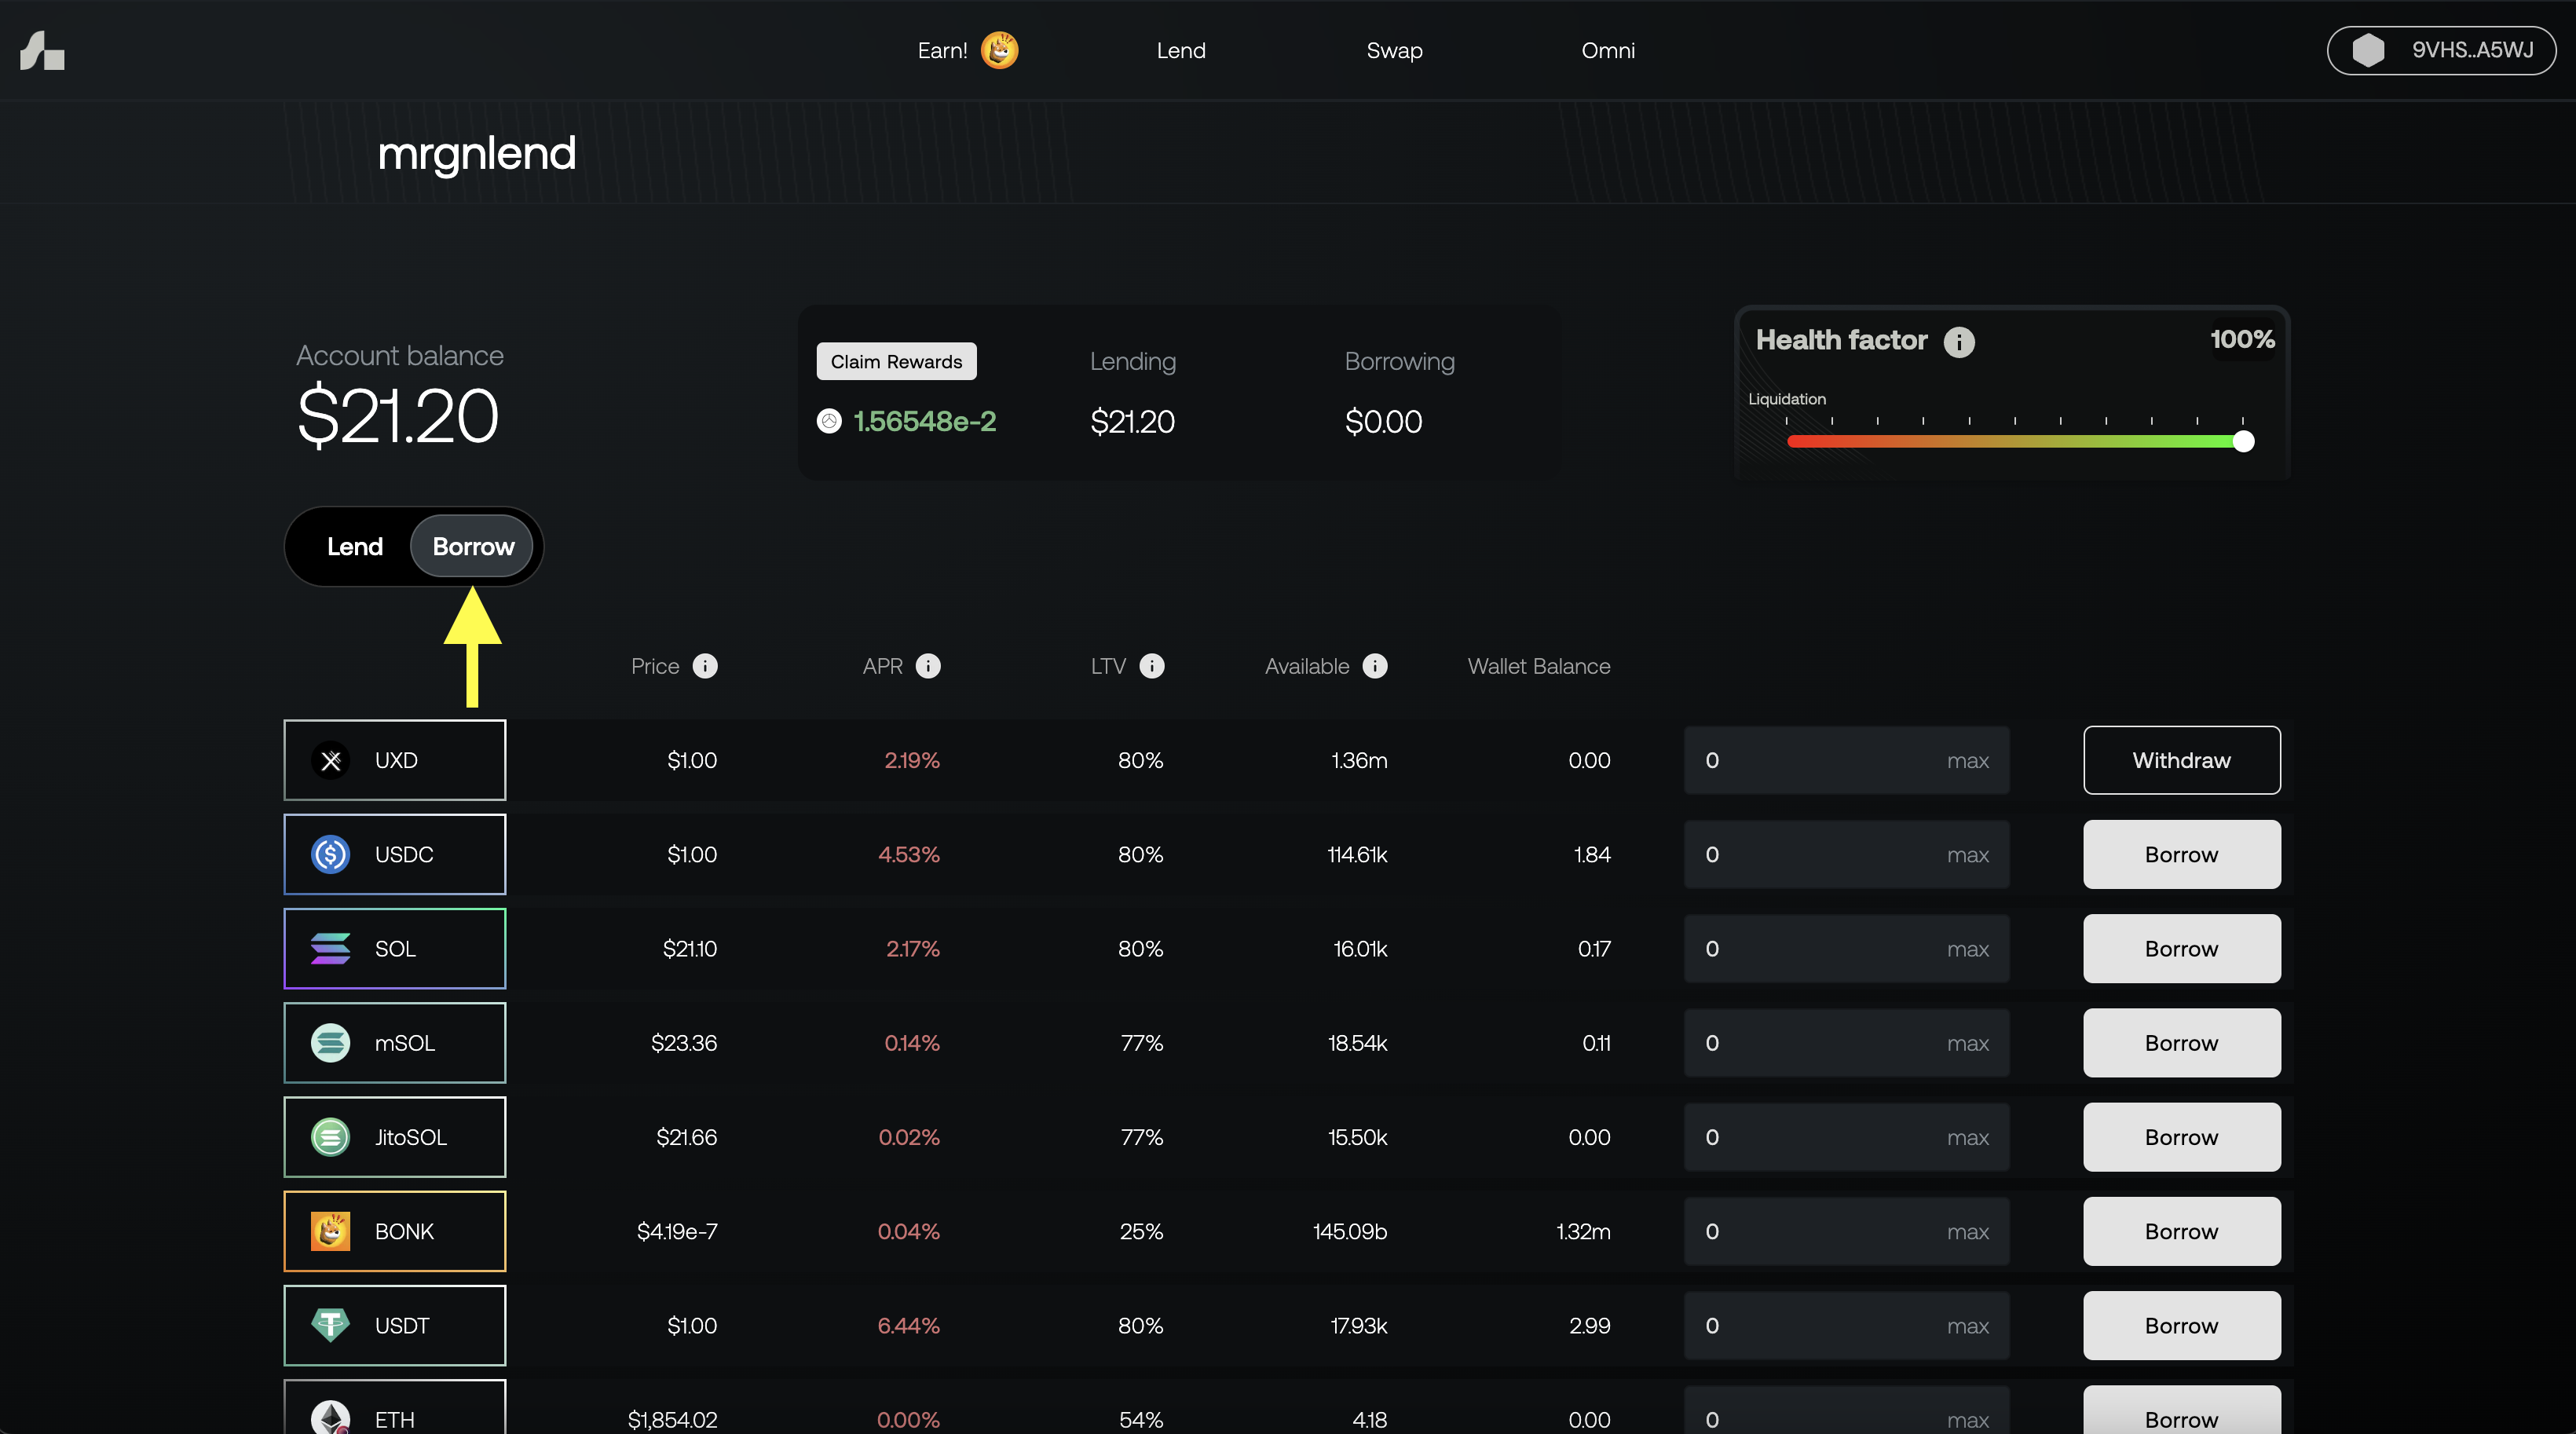 Earn! Lend Swap Omni 9VHS..A5WJ
mrgnlend
Account balance
$21.20
Claim Rewards Lending Borrowing
1.56548e-2 $21.20 $0.00
Health factor i 100%
Liquidation
Lend Borrow
Price i APR i LTV i Available i Wallet Balance
UXD $1.00 2.19% 80% 1.36m 0.00 0 max Withdraw
USDC $1.00 4.53% 80% 114.61k 1.84 0 max Borrow
SOL $21.10 2.17% 80% 16.01k 0.17 0 max Borrow
mSOL $23.36 0.14% 77% 18.54k 0.11 0 max Borrow
JitoSOL $21.66 0.02% 77% 15.50k 0.00 0 max Borrow
BONK $4.19e-7 0.04% 25% 145.09b 1.32m 0 max Borrow
USDT $1.00 6.44% 80% 17.93k 2.99 0 max Borrow
ETH $1,854.02 0.00% 54% 4.18 0.00 0 max Borrow